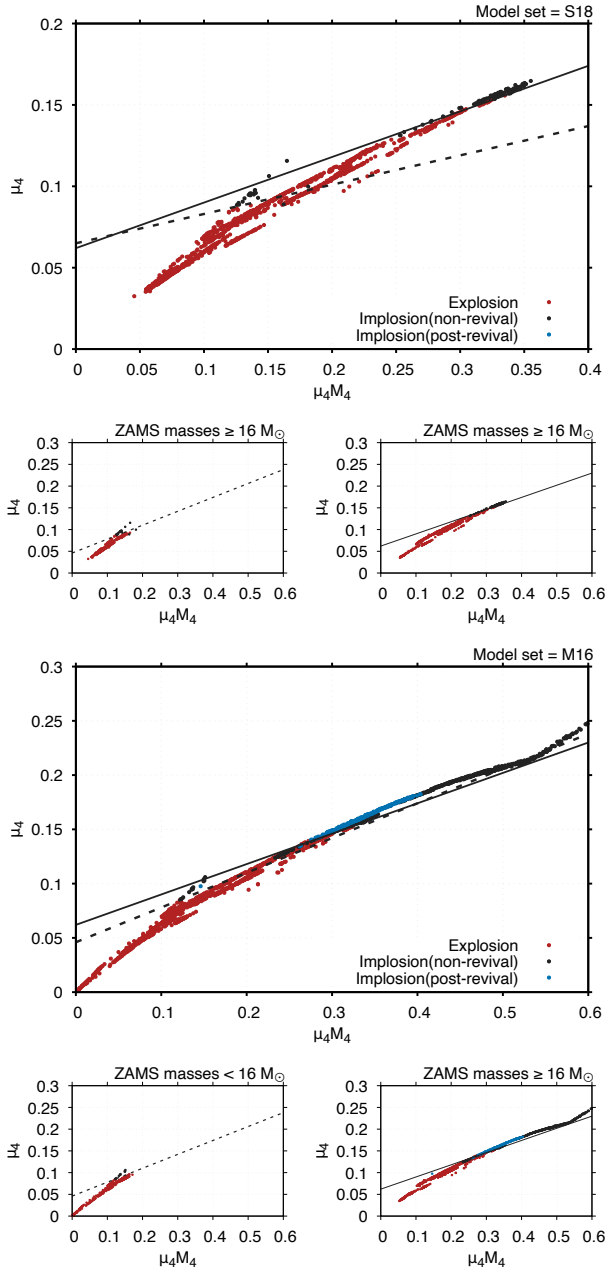 Model set = S18
0.2
0.15
0.1
0.05
0
μ₄
0 0.05 0.1 0.15 0.2 0.25 0.3 0.35 0.4
μ₄M₄
Explosion
Implosion(non-revival)
Implosion(post-revival)
ZAMS masses ≥ 16 M☉
0.3
0.25
0.2
0.15
0.1
0.05
0
μ₄
0 0.1 0.2 0.3 0.4 0.5 0.6
μ₄M₄
ZAMS masses ≥ 16 M☉
0.3
0.25
0.2
0.15
0.1
0.05
0
μ₄
0 0.1 0.2 0.3 0.4 0.5 0.6
μ₄M₄
Model set = M16
0.3
0.25
0.2
0.15
0.1
0.05
0
μ₄
0 0.1 0.2 0.3 0.4 0.5 0.6
μ₄M₄
Explosion
Implosion(non-revival)
Implosion(post-revival)
ZAMS masses < 16 M☉
0.3
0.25
0.2
0.15
0.1
0.05
0
μ₄
0 0.1 0.2 0.3 0.4 0.5 0.6
μ₄M₄
ZAMS masses ≥ 16 M☉
0.3
0.25
0.2
0.15
0.1
0.05
0
μ₄
0 0.1 0.2 0.3 0.4 0.5 0.6
μ₄M₄